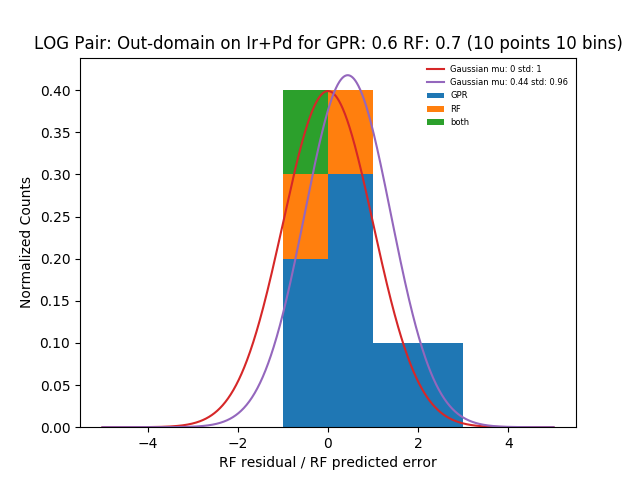 LOG Pair: Out-domain on Ir+Pd for GPR: 0.6 RF: 0.7 (10 points 10 bins)
Gaussian mu: 0 std: 1
Gaussian mu: 0.44 std: 0.96
GPR
RF
both
Normalized Counts
0.40
0.35
0.30
0.25
0.20
0.15
0.10
0.05
0.00
−4 −2 0 2 4
RF residual / RF predicted error